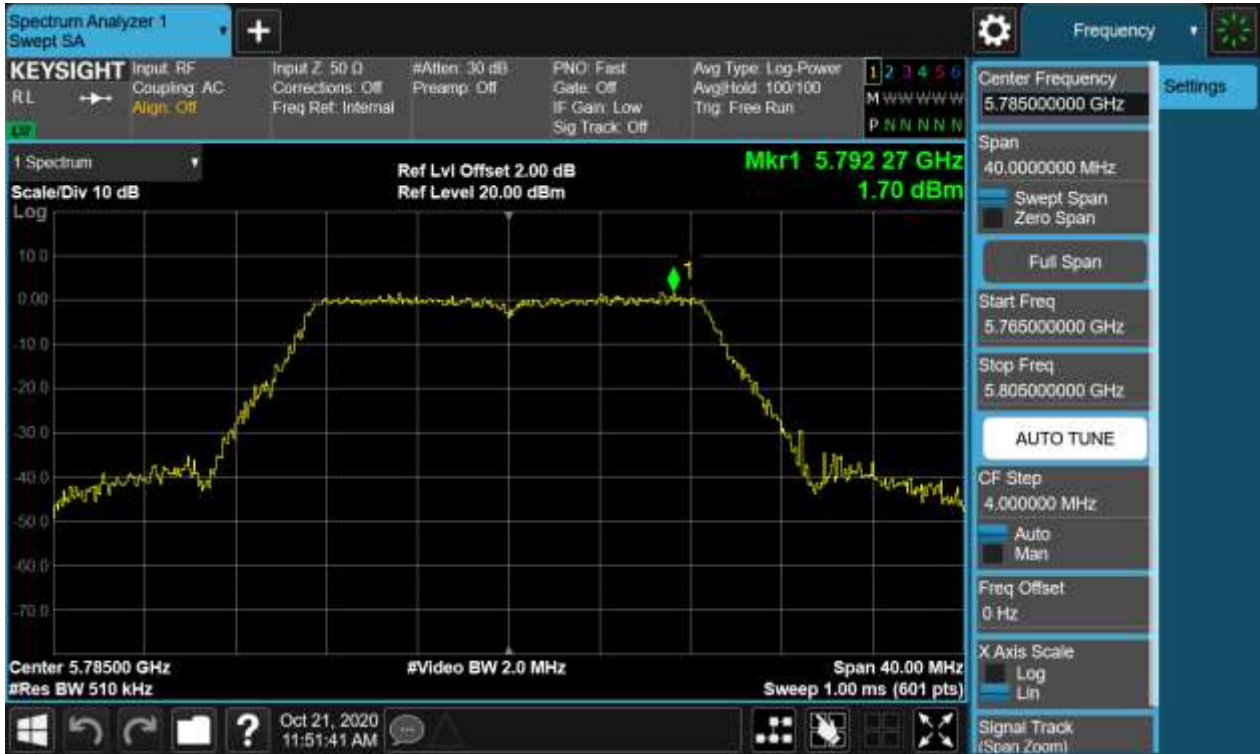 Spectrum Analyzer 1
Swept SA
+
Frequency
KEYSIGHT
RL
Input: RF
Coupling: AC
Align: Off
Input Z: 50 Ω
Corrections: Off
Freq Ref: Internal
#Atten: 30 dB
Preamp: Off
PNO: Fast
Gate: Off
IF Gain: Low
Sig Track: Off
Avg Type: Log-Power
Avg|Hold: 100/100
Trig: Free Run
1 2 3 4 5 6
M W W W W W
P N N N N N
1 Spectrum
Scale/Div 10 dB
Ref Lvl Offset 2.00 dB
Ref Level 20.00 dBm
Mkr1 5.792 27 GHz
1.70 dBm
Log
10.0
0.00
-10.0
-20.0
-30.0
-40.0
-50.0
-60.0
-70.0
1
Center 5.78500 GHz
#Res BW 510 kHz
#Video BW 2.0 MHz
Span 40.00 MHz
Sweep 1.00 ms (601 pts)
?
Oct 21, 2020
11:51:41 AM
Center Frequency
5.785000000 GHz
Settings
Span
40.0000000 MHz
Swept Span
Zero Span
Full Span
Start Freq
5.765000000 GHz
Stop Freq
5.805000000 GHz
AUTO TUNE
CF Step
4.000000 MHz
Auto
Man
Freq Offset
0 Hz
X Axis Scale
Log
Lin
Signal Track
(Span Zoom)